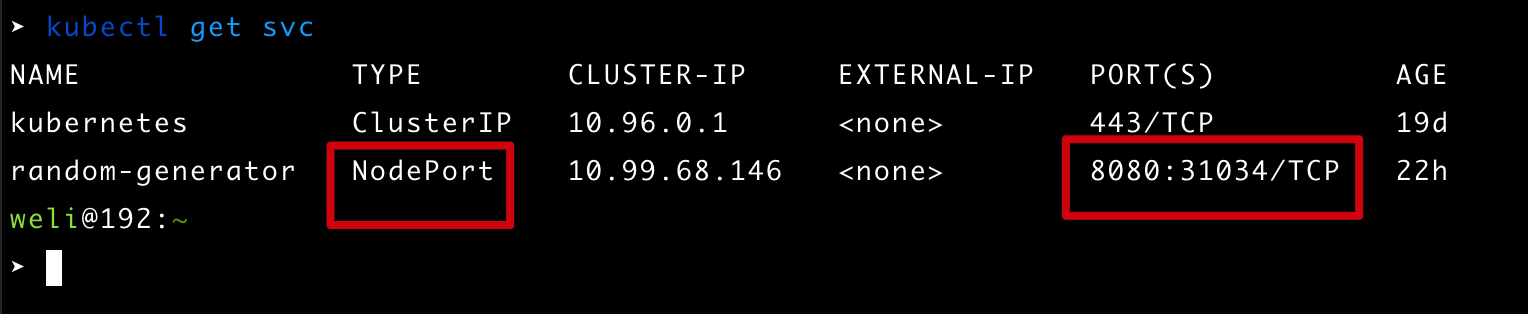 ➤ kubectl get svc
NAME TYPE CLUSTER-IP EXTERNAL-IP PORT(S) AGE
kubernetes ClusterIP 10.96.0.1 <none> 443/TCP 19d
random-generator NodePort 10.99.68.146 <none> 8080:31034/TCP 22h
weli@192:~
➤